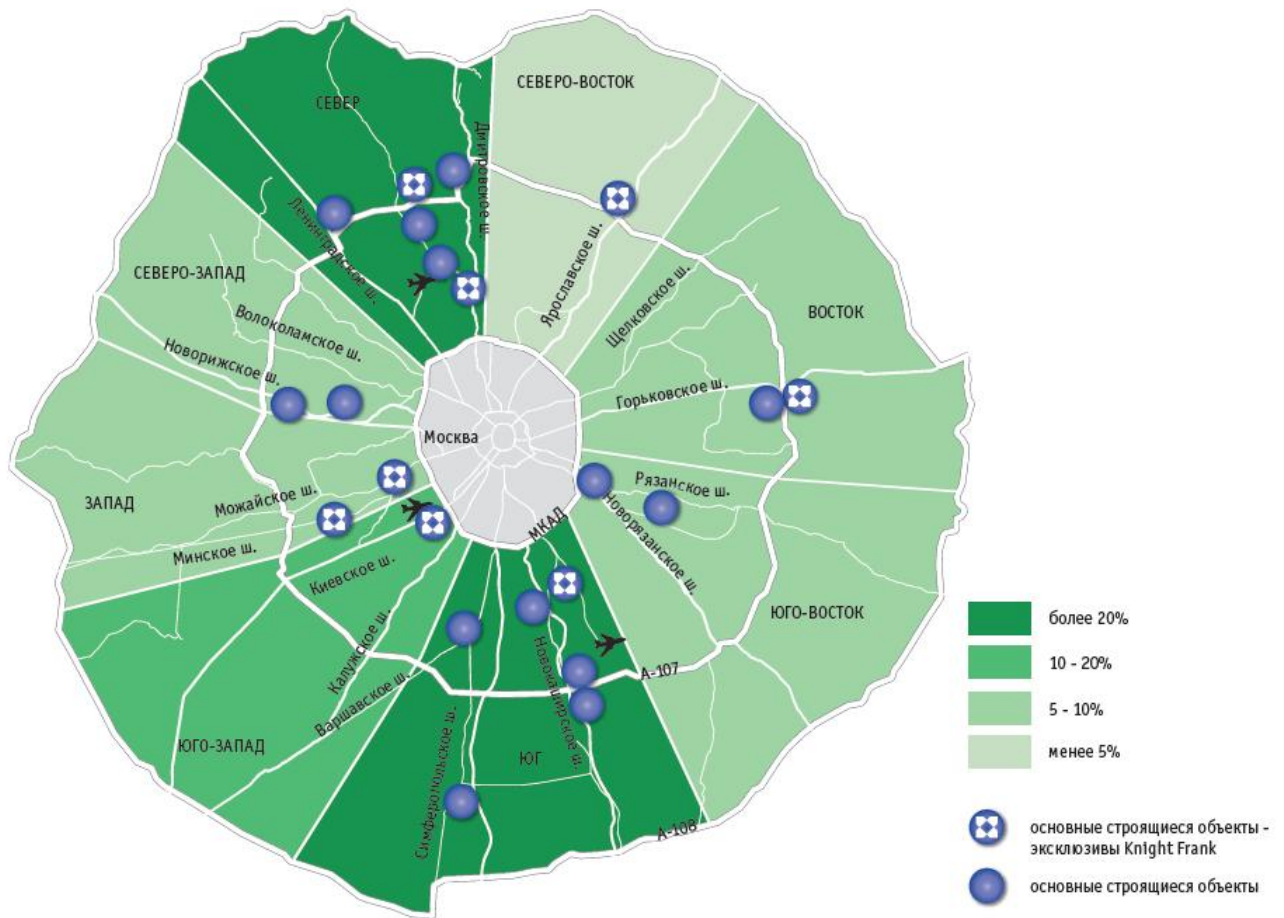 СЕВЕР
СЕВЕРО-ВОСТОК
Дмитровское ш.
Ленинградское ш.
Ярославское ш.
Щелковское ш.
СЕВЕРО-ЗАПАД
Волоколамское ш.
Новорижское ш.
ВОСТОК
Горьковское ш.
Москва
Рязанское ш.
Новорязанское ш.
МКАД
ЗАПАД
Можайское ш.
Минское ш.
Киевское ш.
Калужское ш.
Варшавское ш.
ЮГО-ЗАПАД
Симферопольское ш.
ЮГ
Новокаширское ш.
А-107
А-108
ЮГО-ВОСТОК
более 20%
10 - 20%
5 - 10%
менее 5%
основные строящиеся объекты -
эксклюзивы Knight Frank
основные строящиеся объекты